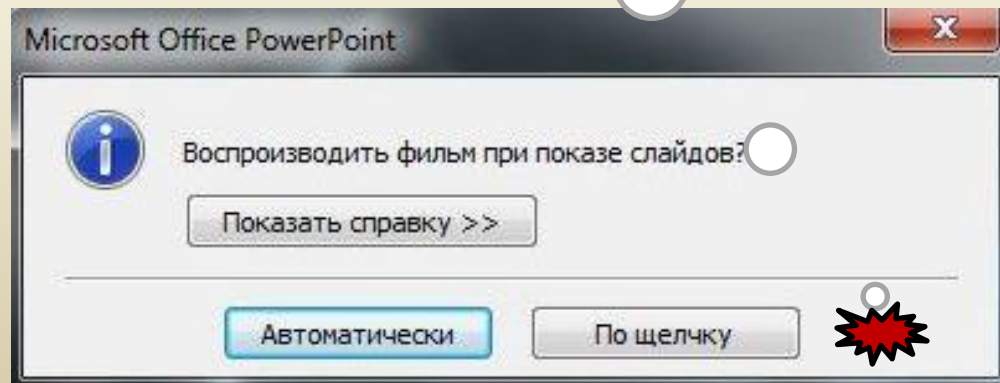 Microsoft Office PowerPoint
Воспроизводить фильм при показе слайдов?
Показать справку >>
Автоматически
По щелчку